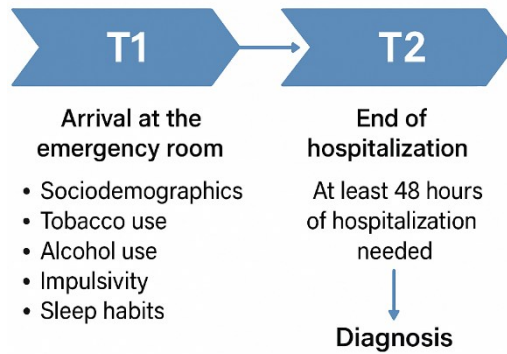 T1
Arrival at the
emergency room
• Sociodemographics
• Tobacco use
• Alcohol use
• Impulsivity
• Sleep habits
T2
End of
hospitalization
At least 48 hours
of hospitalization
needed
Diagnosis